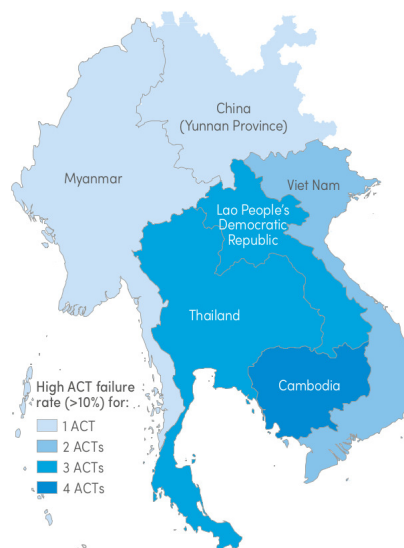 China
(Yunnan Province)
Myanmar
Viet Nam
Lao People's
Democratic
Republic
Thailand
Cambodia
High ACT failure
rate (>10%) for:
1 ACT
2 ACTs
3 ACTs
4 ACTs